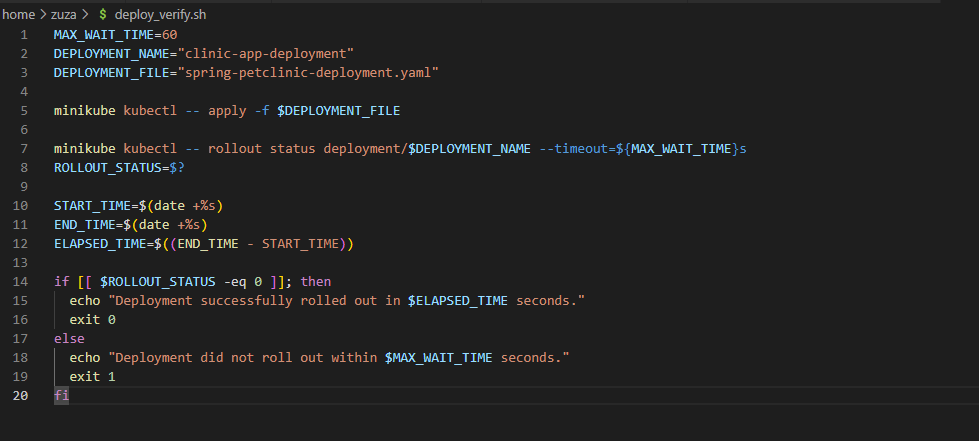 home > zuza > $ deploy_verify.sh
1 MAX_WAIT_TIME=60
2 DEPLOYMENT_NAME="clinic-app-deployment"
3 DEPLOYMENT_FILE="spring-petclinic-deployment.yaml"
4
5 minikube kubectl -- apply -f $DEPLOYMENT_FILE
6
7 minikube kubectl -- rollout status deployment/$DEPLOYMENT_NAME --timeout=${MAX_WAIT_TIME}s
8 ROLLOUT_STATUS=$?
9
10 START_TIME=$(date +%s)
11 END_TIME=$(date +%s)
12 ELAPSED_TIME=$((END_TIME - START_TIME))
13
14 if [[ $ROLLOUT_STATUS -eq 0 ]]; then
15   echo "Deployment successfully rolled out in $ELAPSED_TIME seconds."
16   exit 0
17 else
18   echo "Deployment did not roll out within $MAX_WAIT_TIME seconds."
19   exit 1
20 fi